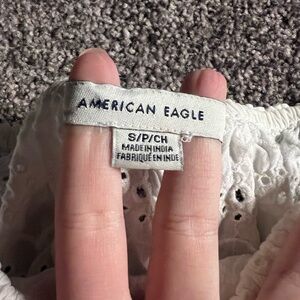 AMERICAN EAGLE
S/P/CH
MADE IN INDIA
FABRIQUÉ EN INDE